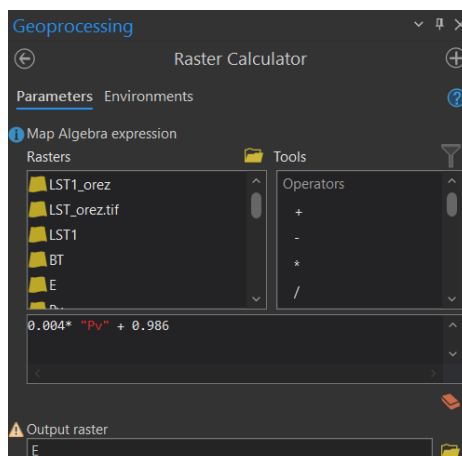 Geoprocessing
Raster Calculator
Parameters Environments
Map Algebra expression
Rasters Tools
LST1_orez
LST_orez.tif
LST1
BT
E
Operators
+
-
*
/
0.004* "Pv" + 0.986
Output raster
E